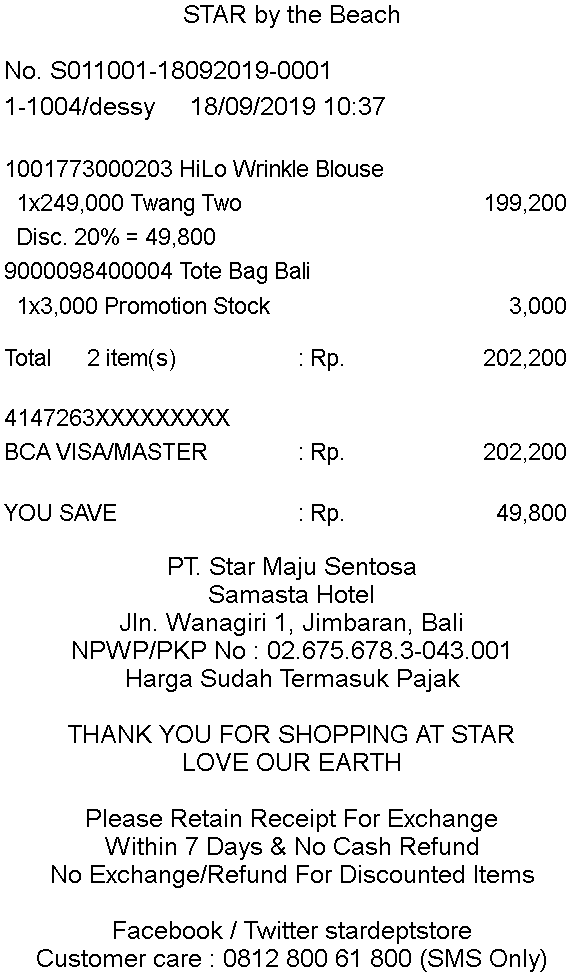 STAR by the Beach
No. S011001-18092019-0001
1-1004/dessy 18/09/2019 10:37
1001773000203 HiLo Wrinkle Blouse
1x249,000 Twang Two 199,200
Disc. 20% = 49,800
9000098400004 Tote Bag Bali
1x3,000 Promotion Stock 3,000
Total 2 item(s) : Rp. 202,200
4147263XXXXXXXXX
BCA VISA/MASTER : Rp. 202,200
YOU SAVE : Rp. 49,800
PT. Star Maju Sentosa
Samasta Hotel
Jln. Wanagiri 1, Jimbaran, Bali
NPWP/PKP No : 02.675.678.3-043.001
Harga Sudah Termasuk Pajak
THANK YOU FOR SHOPPING AT STAR
LOVE OUR EARTH
Please Retain Receipt For Exchange
Within 7 Days & No Cash Refund
No Exchange/Refund For Discounted Items
Facebook / Twitter stardeptstore
Customer care : 0812 800 61 800 (SMS Only)